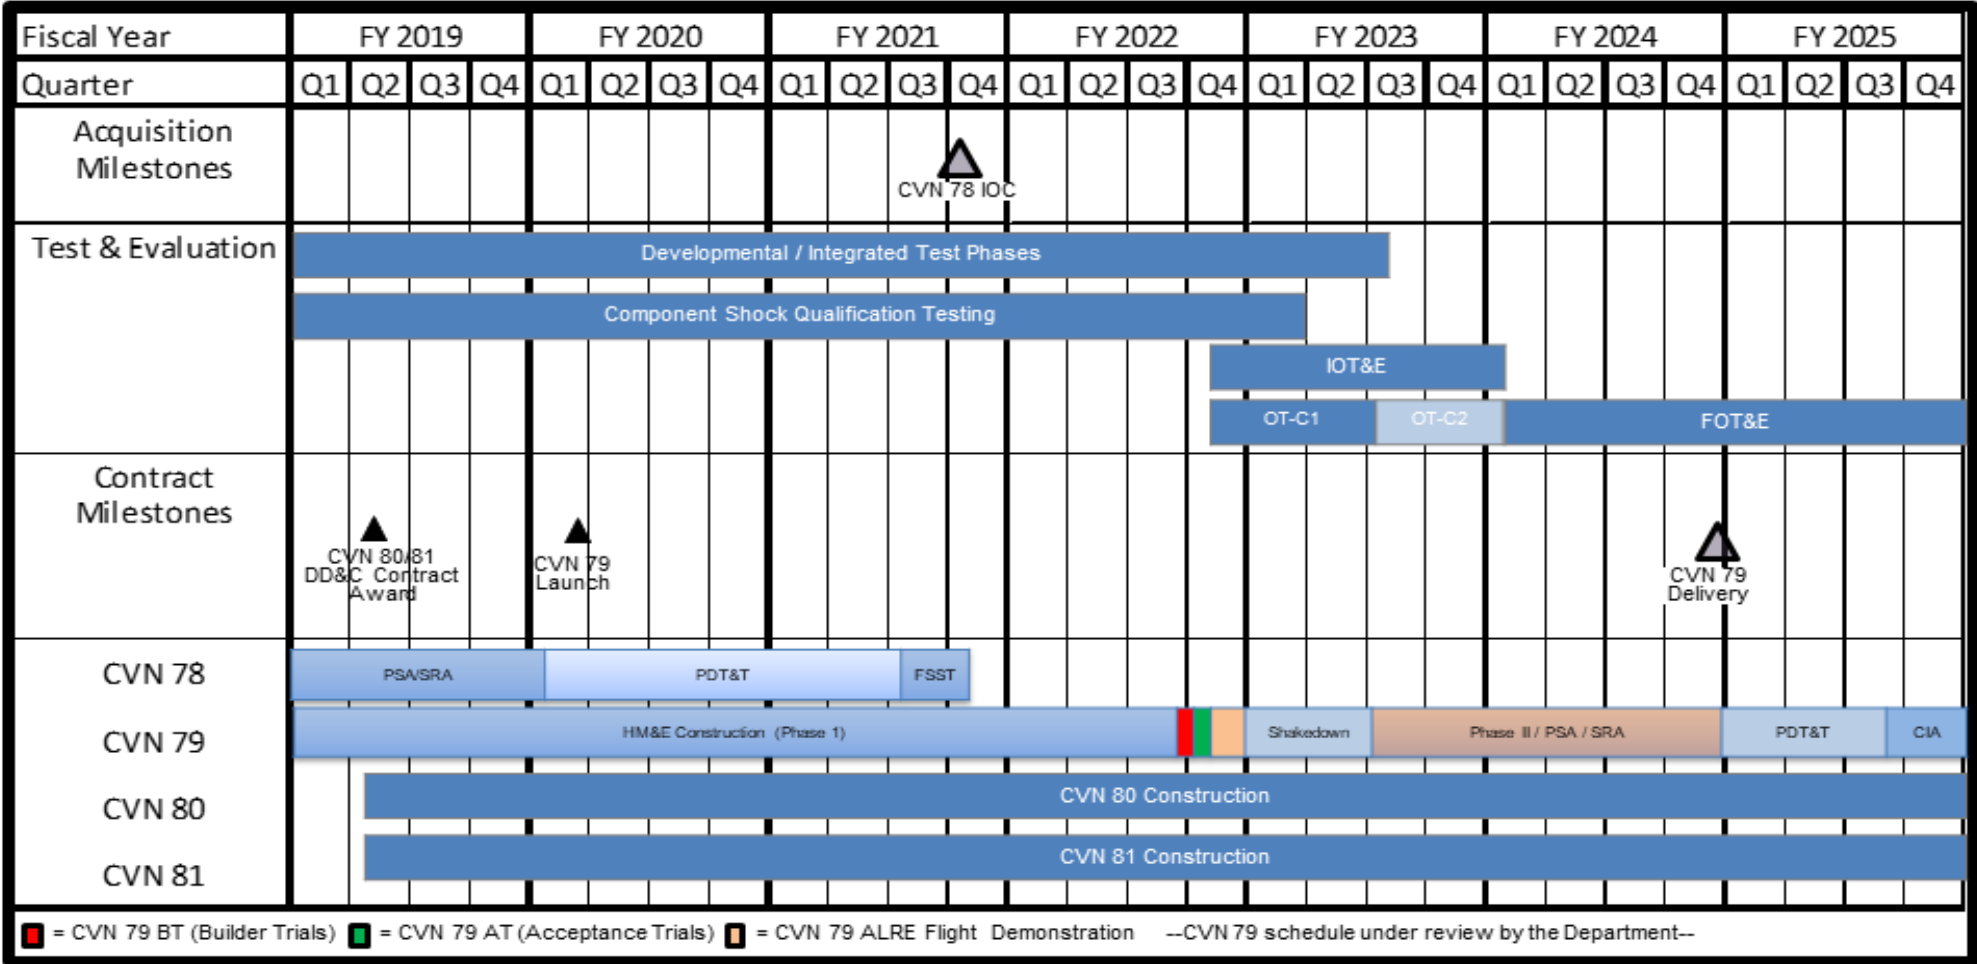 Fiscal Year FY 2019 FY 2020 FY 2021 FY 2022 FY 2023 FY 2024 FY 2025
Quarter Q1 Q2 Q3 Q4 Q1 Q2 Q3 Q4 Q1 Q2 Q3 Q4 Q1 Q2 Q3 Q4 Q1 Q2 Q3 Q4 Q1 Q2 Q3 Q4 Q1 Q2 Q3 Q4
Acquisition
Milestones
CVN 78 IOC
Test & Evaluation
Developmental / Integrated Test Phases
Component Shock Qualification Testing
IOT&E
OT-C1 OT-C2 FOT&E
Contract
Milestones
CVN 80/81
DD&C Contract
Award
CVN 79
Launch
CVN 79
Delivery
CVN 78
PSA/SRA PDT&T FSST
CVN 79
HM&E Construction (Phase 1) Shakedown Phase II / PSA / SRA PDT&T CIA
CVN 80
CVN 80 Construction
CVN 81
CVN 81 Construction
= CVN 79 BT (Builder Trials) = CVN 79 AT (Acceptance Trials) = CVN 79 ALRE Flight Demonstration --CVN 79 schedule under review by the Department--